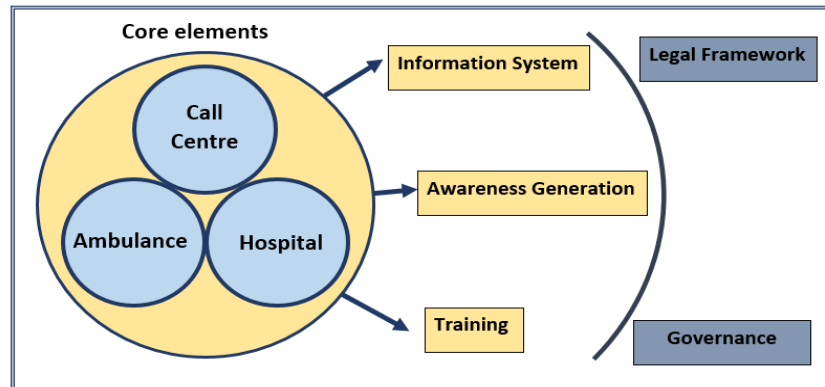 Core elements
Call
Centre
Ambulance
Hospital
Information System
Awareness Generation
Training
Legal Framework
Governance